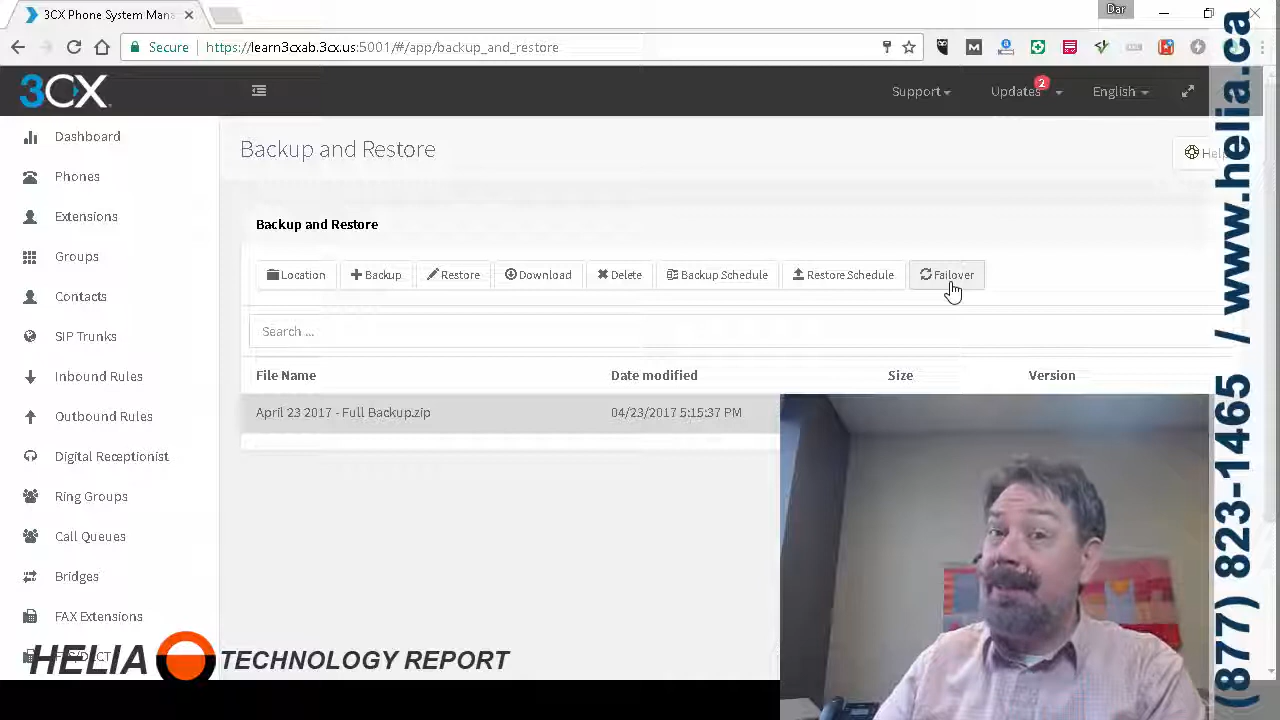 3CX Phone System Mana
Dar
Secure
https://learn3cxab.3cx.us:5001/#/app/backup_and_restore
3CX
Support
Updates
2
English
Dashboard
Phones
Extensions
Groups
Contacts
SIP Trunks
Inbound Rules
Outbound Rules
Digital Receptionist
Ring Groups
Call Queues
Bridges
FAX Extensions
Backup and Restore
Help
Backup and Restore
Location
Backup
Restore
Download
Delete
Backup Schedule
Restore Schedule
Failover
Search ...
File Name
Date modified
Size
Version
April 23 2017 - Full Backup.zip
04/23/2017 5:15:37 PM
HELIA TECHNOLOGY REPORT
(877) 823-1465 / www.helia.ca